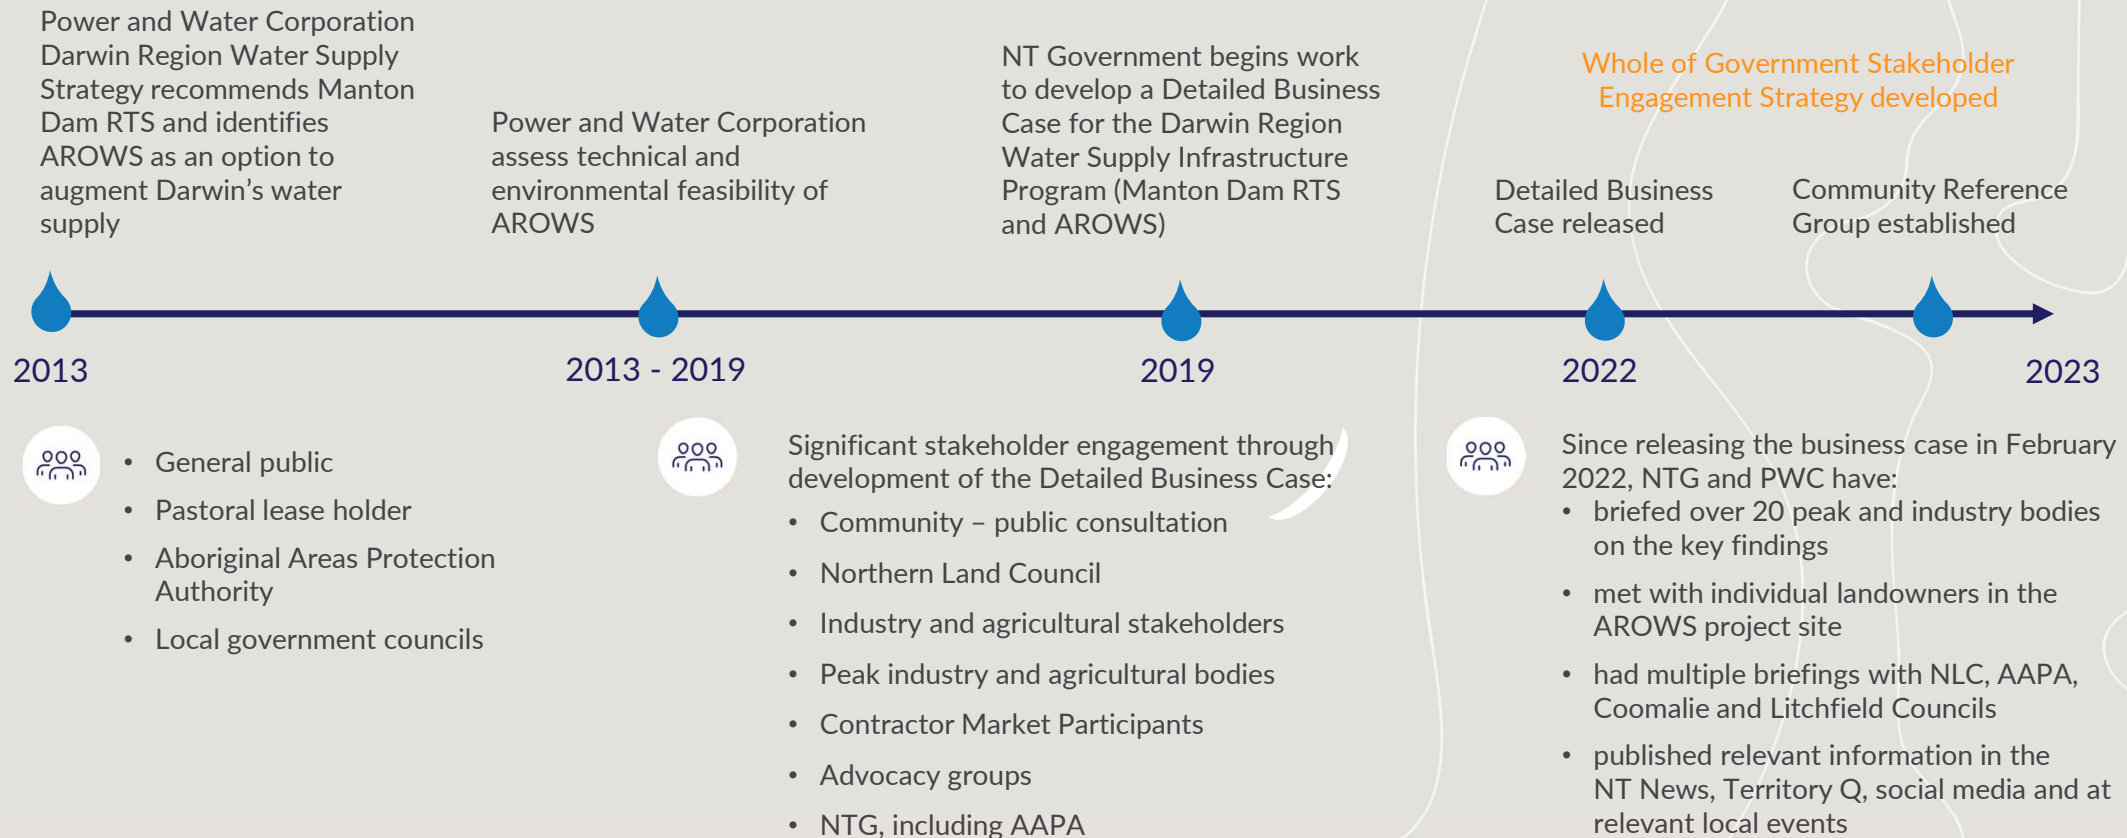 Power and Water Corporation
Darwin Region Water Supply
Strategy recommends Manton
Dam RTS and identifies
AROWS as an option to
augment Darwin's water
supply
Power and Water Corporation
assess technical and
environmental feasibility of
AROWS
NT Government begins work
to develop a Detailed Business
Case for the Darwin Region
Water Supply Infrastructure
Program (Manton Dam RTS
and AROWS)
Whole of Government Stakeholder
Engagement Strategy developed
Detailed Business
Case released
Community Reference
Group established
2013
2013 - 2019
2019
2022
2023
• General public
• Pastoral lease holder
• Aboriginal Areas Protection
Authority
• Local government councils
Significant stakeholder engagement through
development of the Detailed Business Case:
• Community – public consultation
• Northern Land Council
• Industry and agricultural stakeholders
• Peak industry and agricultural bodies
• Contractor Market Participants
• Advocacy groups
• NTG, including AAPA
Since releasing the business case in February
2022, NTG and PWC have:
• briefed over 20 peak and industry bodies
on the key findings
• met with individual landowners in the
AROWS project site
• had multiple briefings with NLC, AAPA,
Coomalie and Litchfield Councils
• published relevant information in the
NT News, Territory Q, social media and at
relevant local events